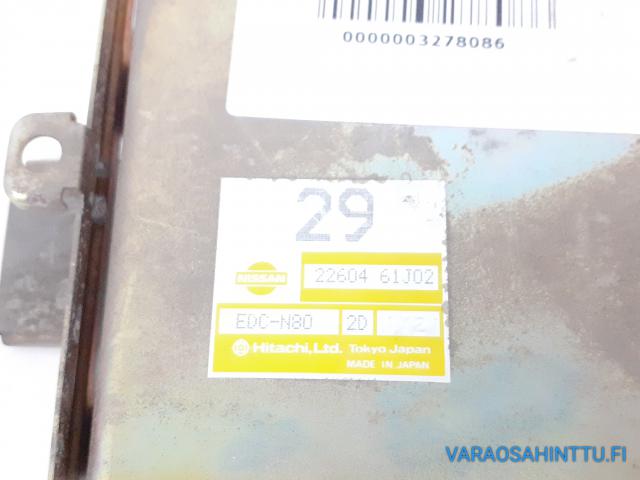 0000003278086
29
NISSAN
22604 61J02
EDC-N80 2D
Hitachi, Ltd. Tokyo Japan
MADE IN JAPAN
VARAOSAHINTTU.FI